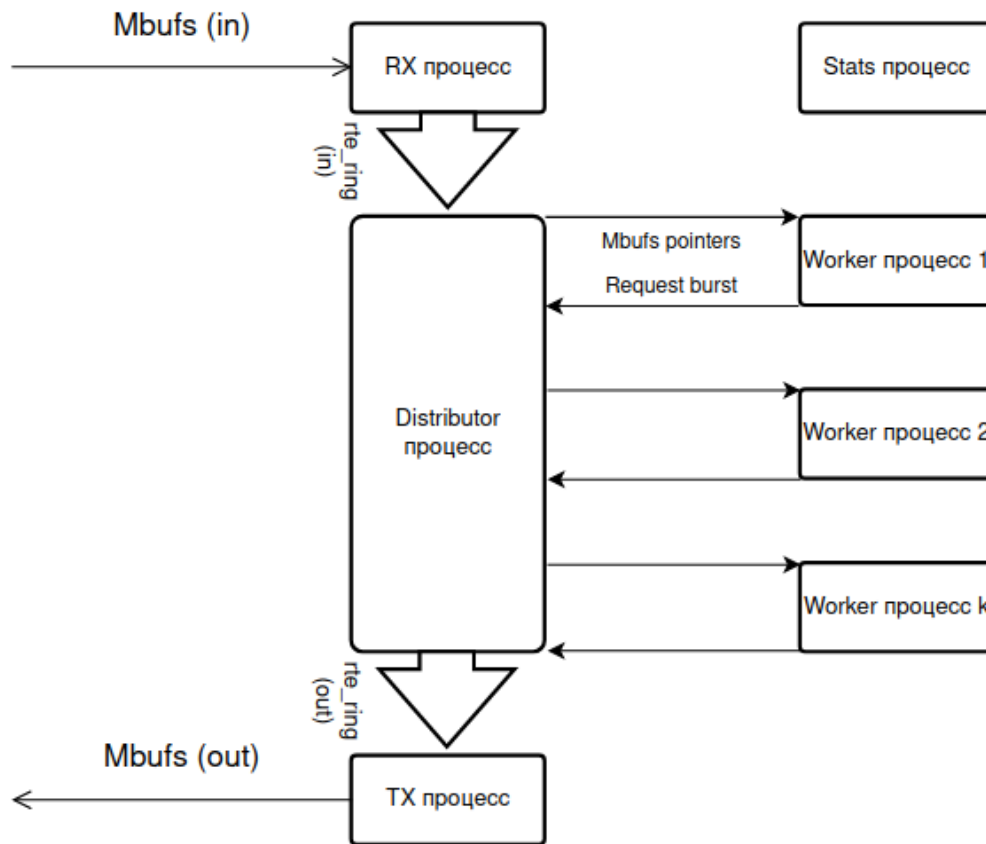 Mbufs (in)
RX процесс
Stats процесс
rte_ring
(in)
Mbufs pointers
Request burst
Worker процесс 1
Distributor
процесс
Worker процесс 2
Worker процесс k
rte_ring
(out)
Mbufs (out)
TX процесс